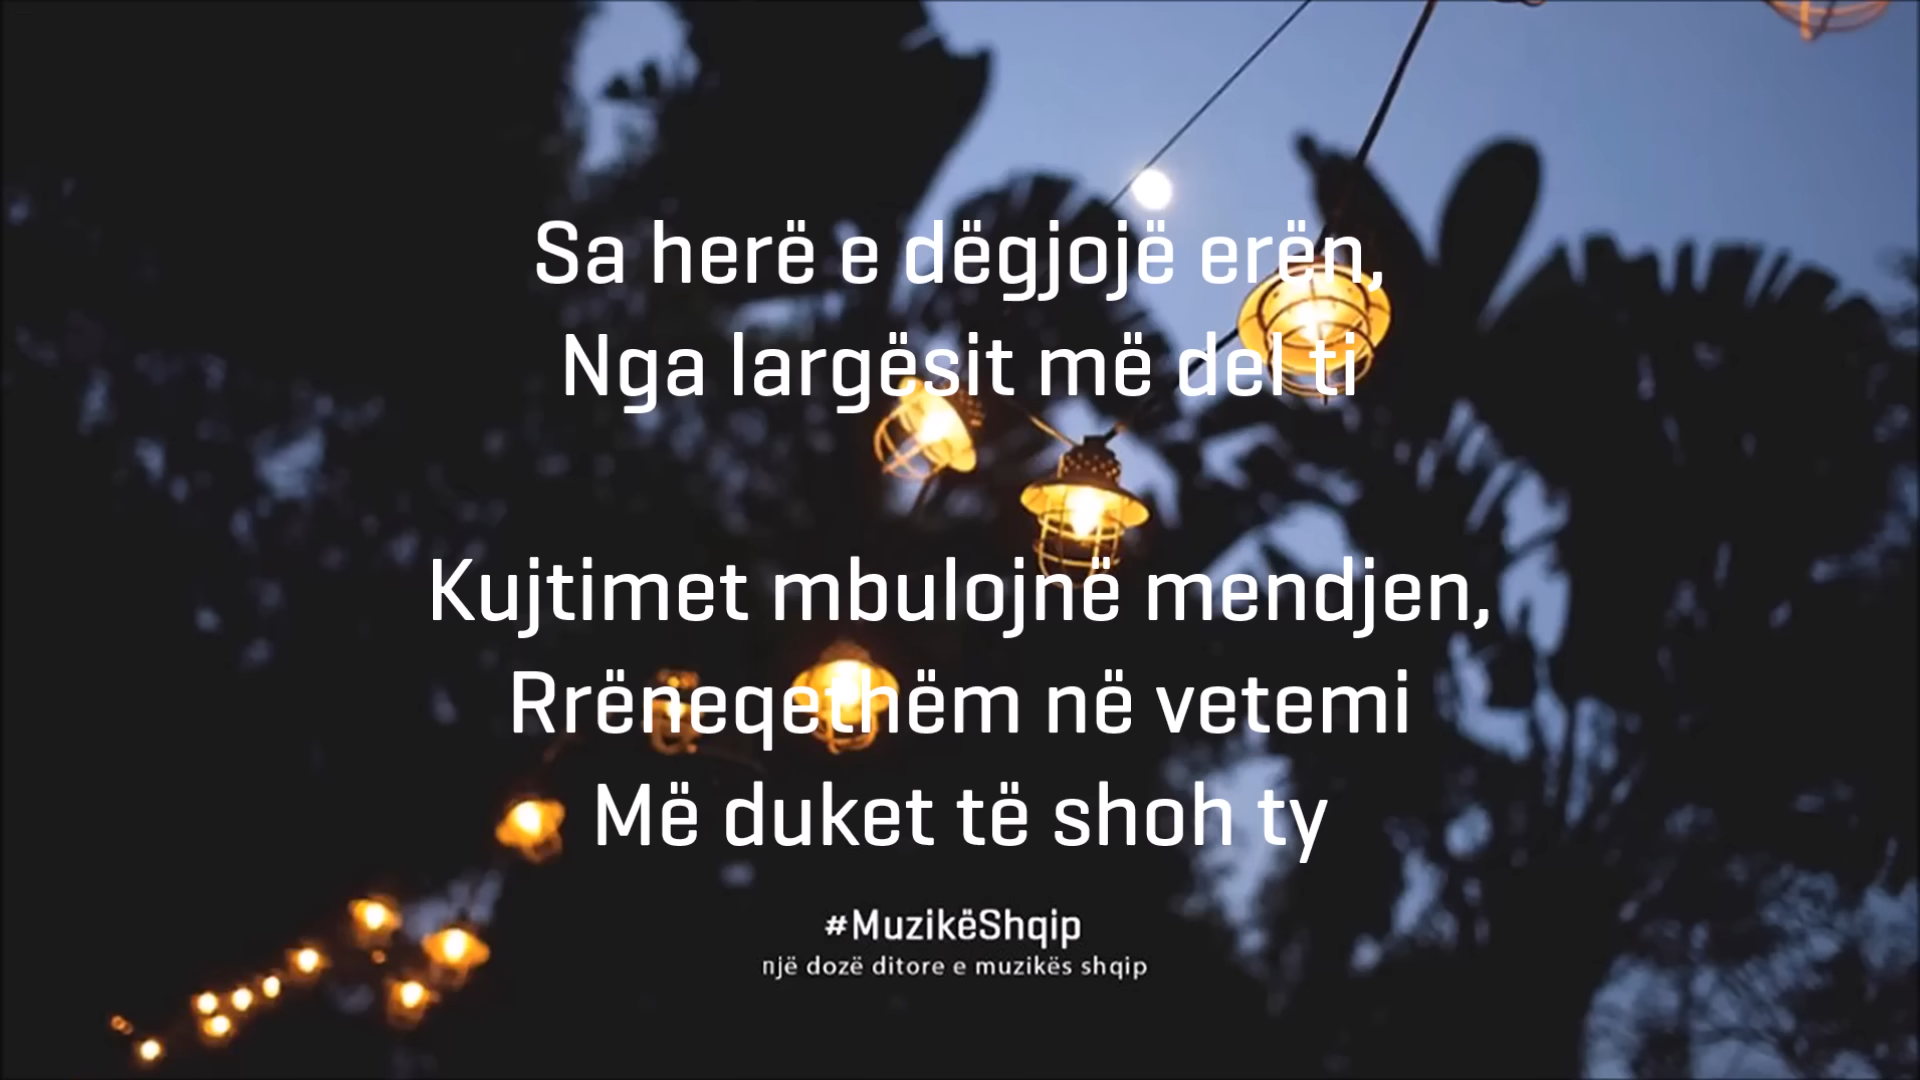 Sa herë e dëgjojë erën,
Nga largësit më del ti
Kujtimet mbulojnë mendjen,
Rrëneqethëm në vetemi
Më duket të shoh ty
#MuzikëShqip
një dozë ditore e muzikës shqip